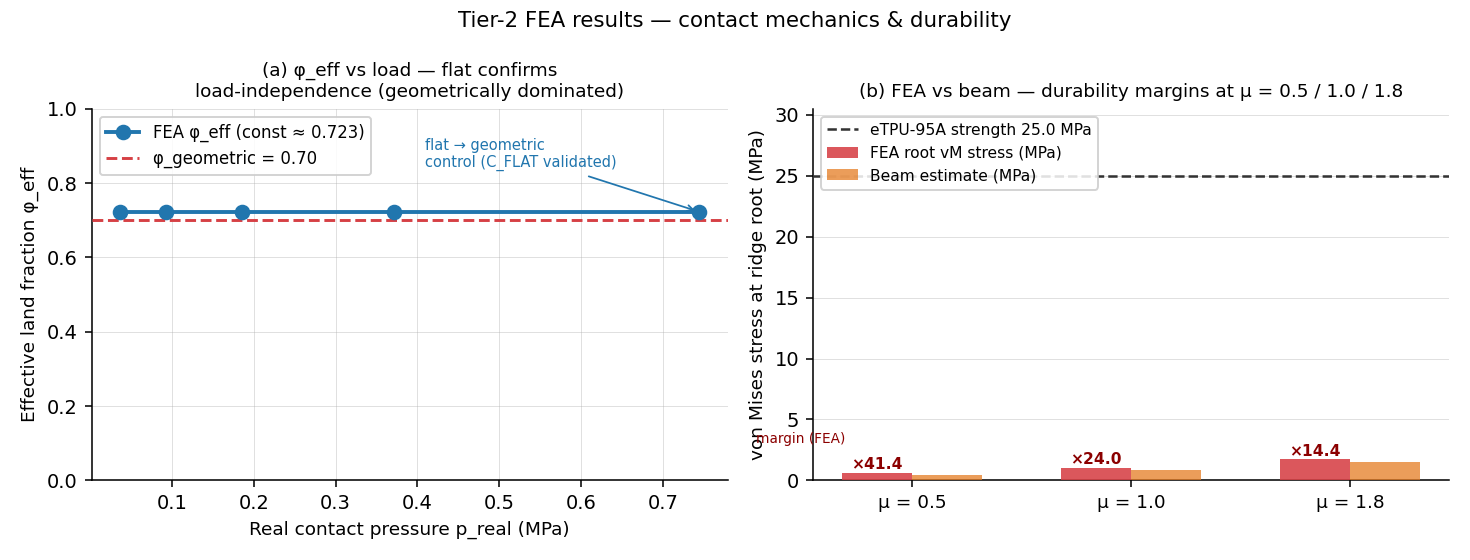 Tier-2 FEA results — contact mechanics & durability
(a) φ_eff vs load — flat confirms
load-independence (geometrically dominated)
Effective land fraction φ_eff
1.0
0.8
0.6
0.4
0.2
0.0
FEA φ_eff (const ≈ 0.723)
φ_geometric = 0.70
flat → geometric
control (C_FLAT validated)
0.1
0.2
0.3
0.4
0.5
0.6
0.7
Real contact pressure p_real (MPa)
(b) FEA vs beam — durability margins at μ = 0.5 / 1.0 / 1.8
von Mises stress at ridge root (MPa)
30
25
20
15
10
5
0
eTPU-95A strength 25.0 MPa
FEA root vM stress (MPa)
Beam estimate (MPa)
margin (FEA)
×41.4
×24.0
×14.4
μ = 0.5
μ = 1.0
μ = 1.8